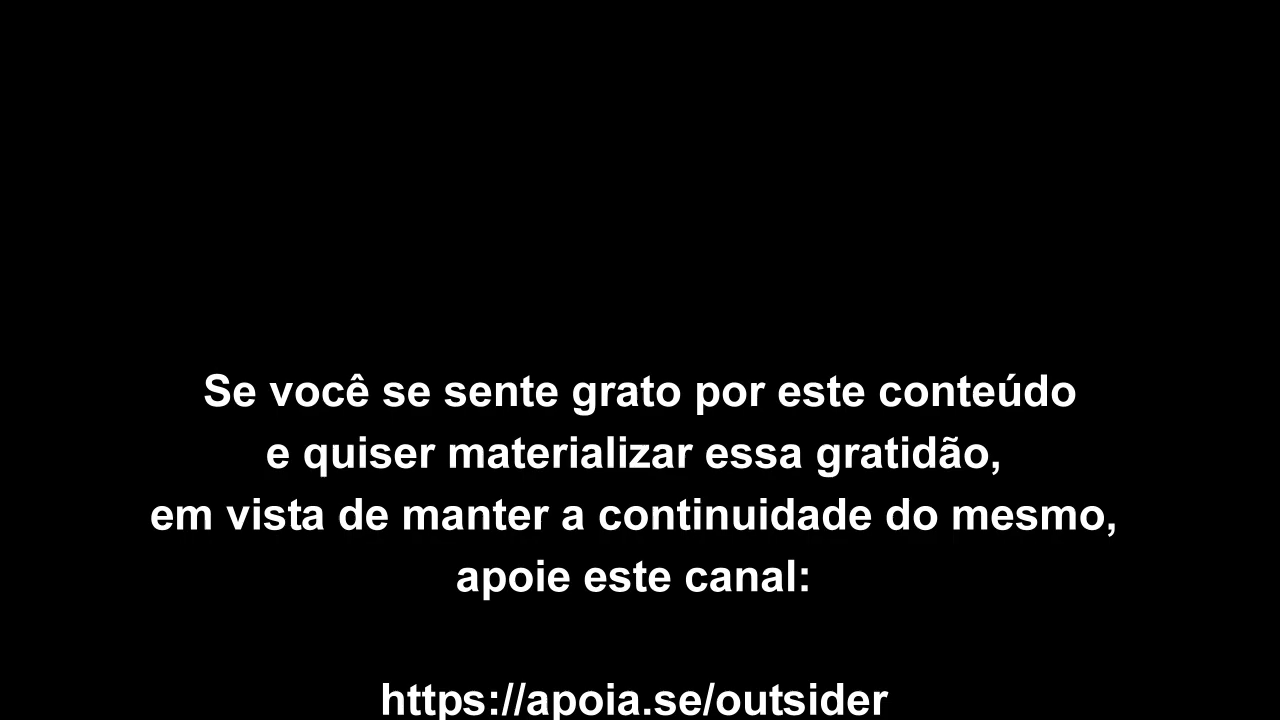 Se você se sente grato por este conteúdo
e quiser materializar essa gratidão,
em vista de manter a continuidade do mesmo,
apoie este canal:
https://apoia.se/outsider